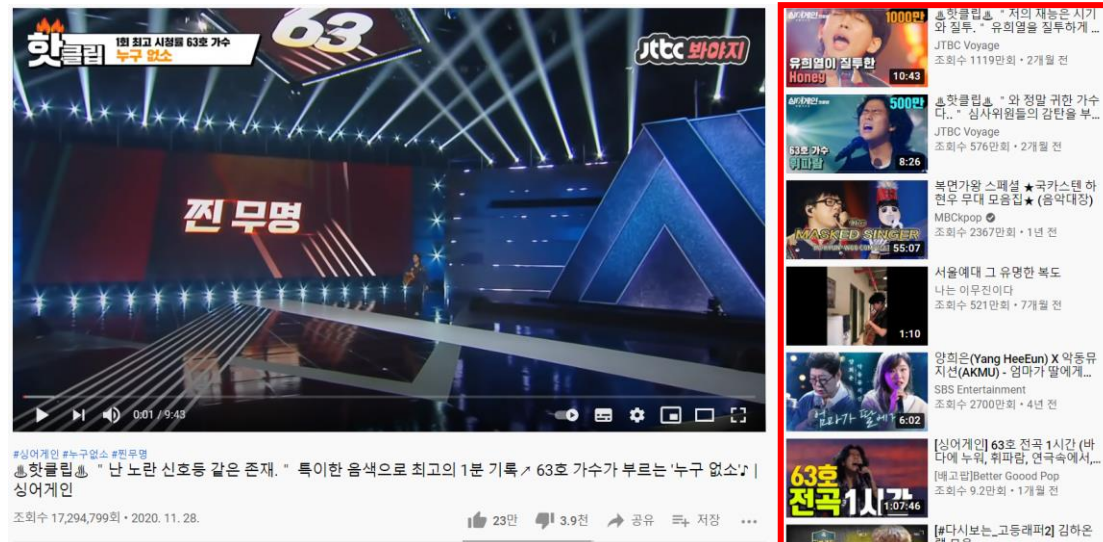 핫클립
1회 최고 시청률 63호 가수
누구 없소
63
jtbc 봐야지
찐 무명
0:01 / 9:43
#싱어게인 #누구없소 #찐무명
♨핫클립♨ " 난 노란 신호등 같은 존재. " 특이한 음색으로 최고의 1분 기록↗ 63호 가수가 부르는 '누구 없소'♪ |
싱어게인
조회수 17,294,799회 • 2020. 11. 28.
23만 3.9천 공유 저장
싱어게인
1000만
유희열이 질투한
Honey
10:43
♨핫클립♨ " 저의 재능은 시기
와 질투. " 유희열을 질투하게 ...
JTBC Voyage
조회수 1119만회 • 2개월 전
싱어게인
500만
63호 가수
휘파람
8:26
♨핫클립♨ " 와 정말 귀한 가수
다.. " 심사위원들의 감탄을 부...
JTBC Voyage
조회수 576만회 • 2개월 전
MASKED SINGER
55:07
복면가왕 스페셜 ★국카스텐 하
현우 무대 모음집★ (음악대장)
MBCkpop
조회수 2367만회 • 1년 전
1:10
서울예대 그 유명한 복도
나는 이무진이다
조회수 521만회 • 7개월 전
엄마가 딸에게
6:02
양희은(Yang HeeEun) X 악동뮤
지션(AKMU) - 엄마가 딸에게...
SBS Entertainment
조회수 2700만회 • 4년 전
63호
전곡 1시간
1:07:46
[싱어게인] 63호 전곡 1시간 (바
다에 누워, 휘파람, 연극속에서,...
[배고팝]Better Goood Pop
조회수 9.2만회 • 1개월 전
[#다시보는_고등래퍼2] 김하온